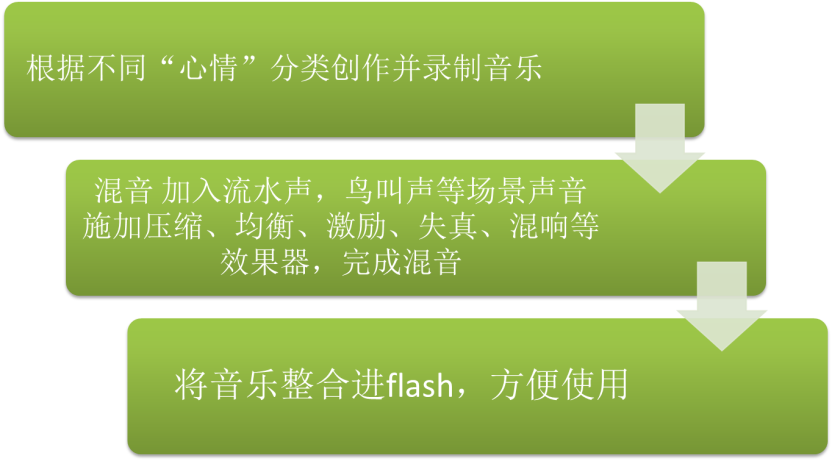 根据不同“心情”分类创作并录制音乐
混音 加入流水声，鸟叫声等场景声音
施加压缩、均衡、激励、失真、混响等
效果器，完成混音
将音乐整合进flash，方便使用